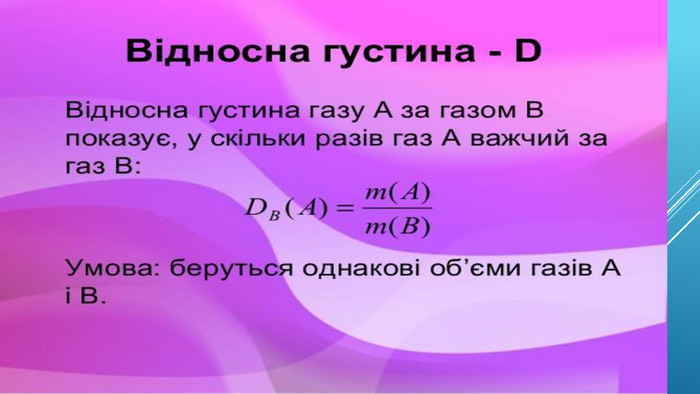 Відносна густина - D
Відносна густина газу А за газом В
показує, у скільки разів газ А важчий за
газ В:
D_B (A) = m(A) / m(B)
Умова: беруться однакові об’єми газів А
і В.